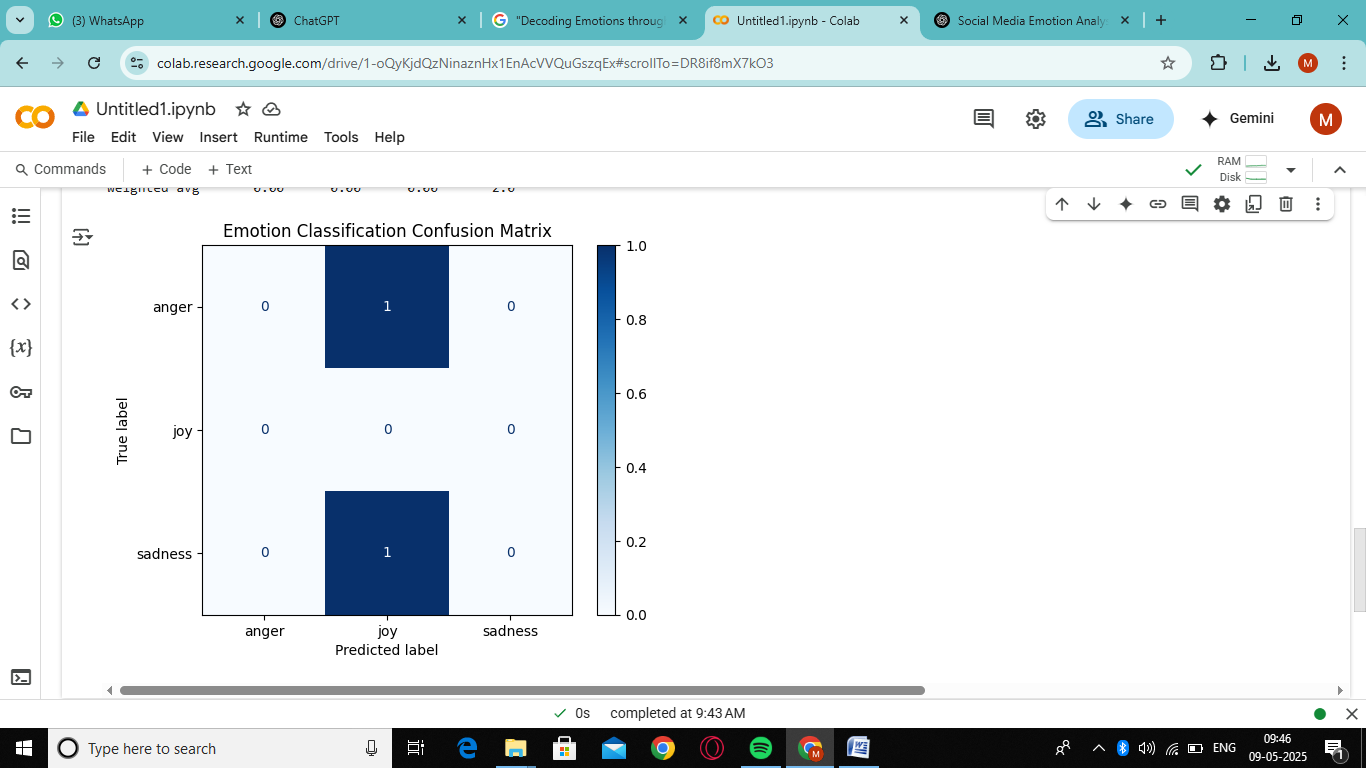 (3) WhatsApp
ChatGPT
"Decoding Emotions throug
Untitled1.ipynb - Colab
Social Media Emotion Analy
colab.research.google.com/drive/1-oQyKjdQzNinaznHx1EnAcVVQuGszqEx#scrollTo=DR8if8mX7kO3
M
Untitled1.ipynb
File Edit View Insert Runtime Tools Help
Share
Gemini
M
Commands
+ Code + Text
RAM
Disk
weighted avg 0.00 0.00 0.00 2.0
Emotion Classification Confusion Matrix
True label
anger 0 1 0
joy 0 0 0
sadness 0 1 0
anger joy sadness
Predicted label
1.0
0.8
0.6
0.4
0.2
0.0
0s completed at 9:43 AM
Type here to search
ENG
09:46
09-05-2025
1